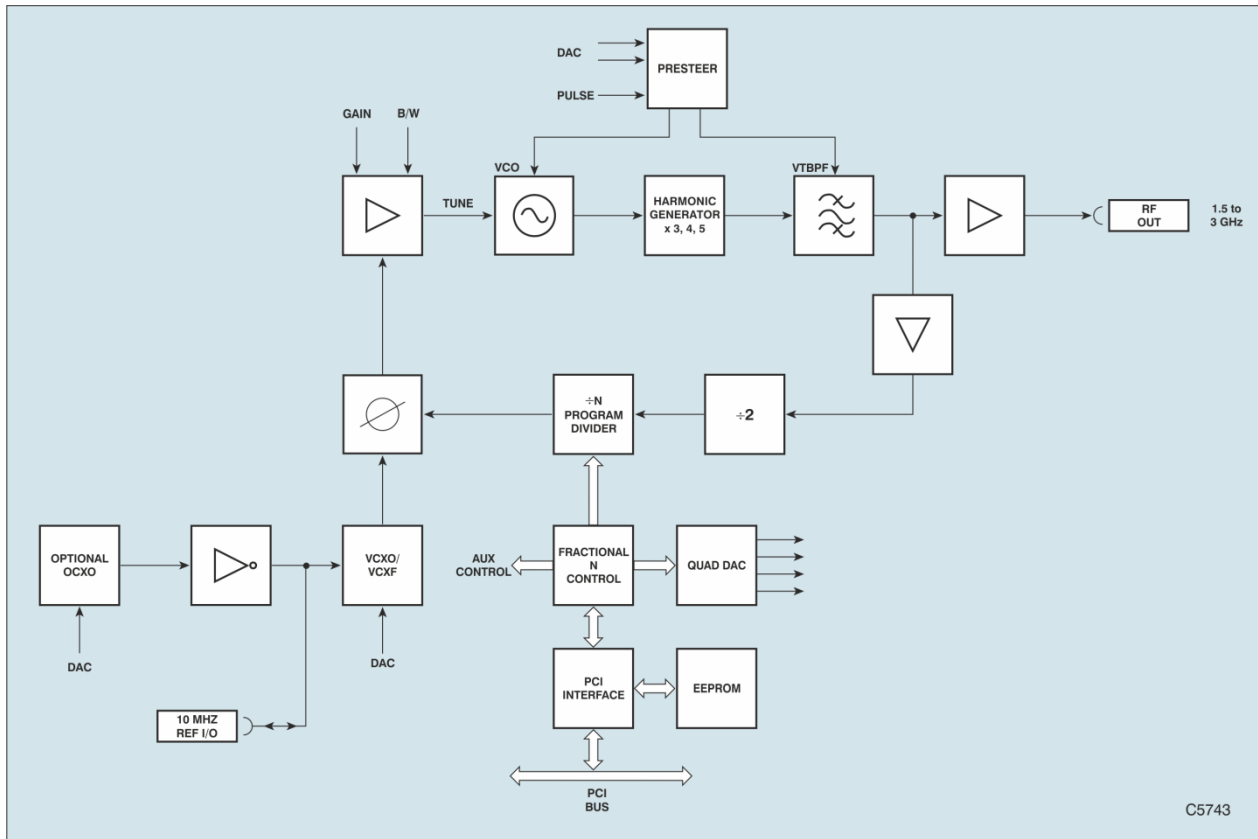 DAC
PULSE
PRESTEER
GAIN
B/W
TUNE
VCO
HARMONIC
GENERATOR
x 3, 4, 5
VTBPF
RF
OUT
1.5 to
3 GHz
÷N
PROGRAM
DIVIDER
÷2
OPTIONAL
OCXO
VCXO/
VCXF
AUX
CONTROL
FRACTIONAL
N
CONTROL
QUAD DAC
DAC
DAC
PCI
INTERFACE
EEPROM
10 MHZ
REF I/O
PCI
BUS
C5743